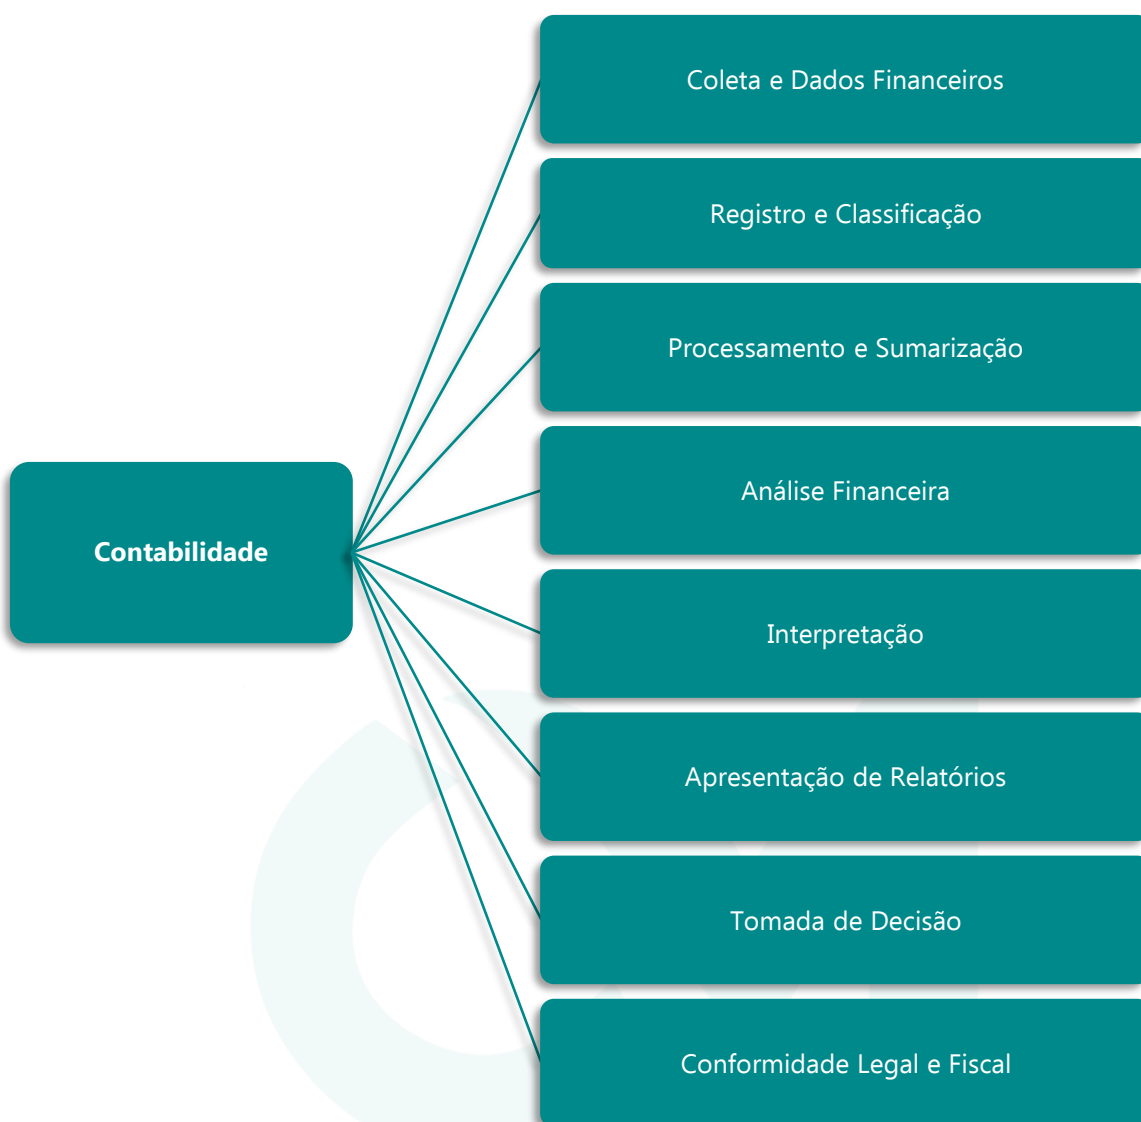 Coleta e Dados Financeiros
Registro e Classificação
Processamento e Sumarização
Análise Financeira
Contabilidade
Interpretação
Apresentação de Relatórios
Tomada de Decisão
Conformidade Legal e Fiscal